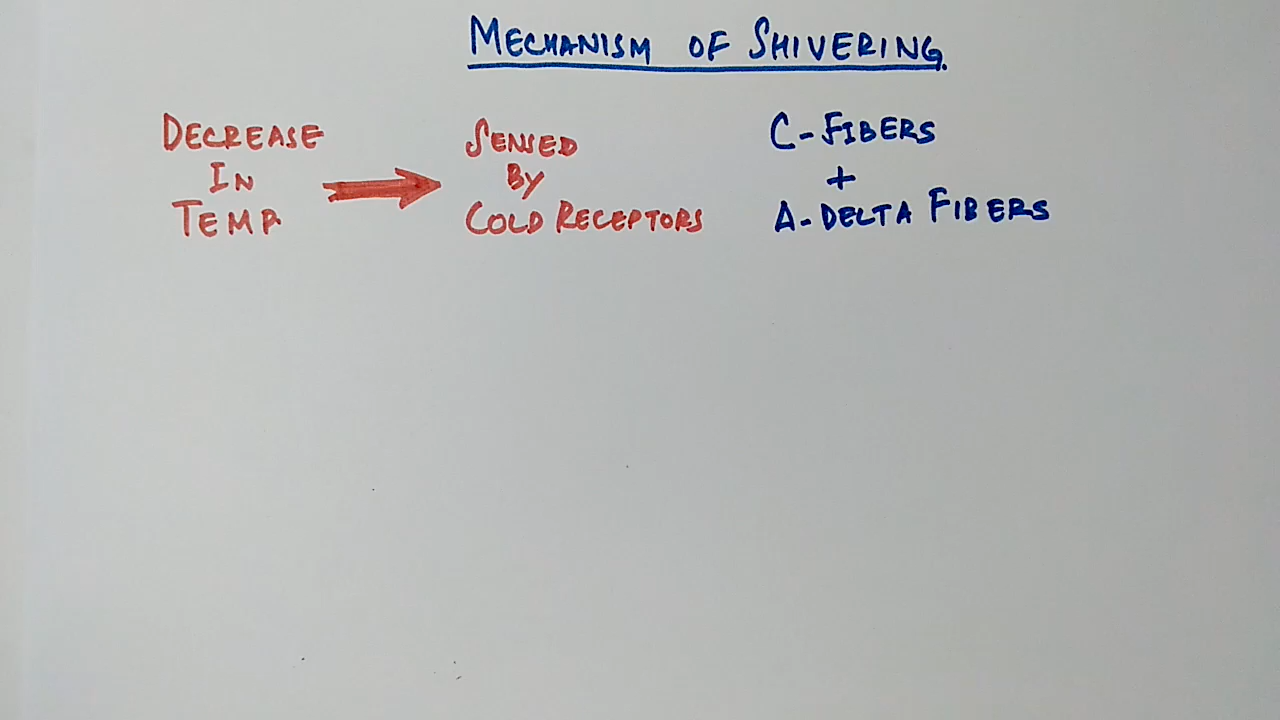 MECHANISM OF SHIVERING.
DECREASE
IN
TEMP.
SENSED
By
COLD RECEPTORS
C-FIBERS
+
A-DELTA FIBERS